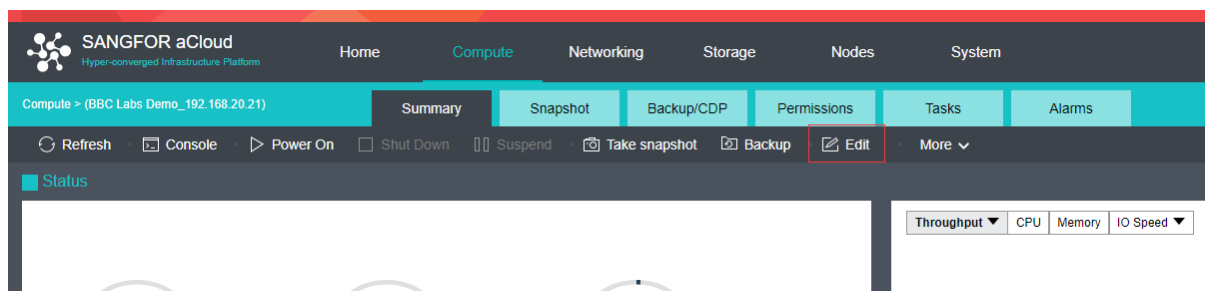 SANGFOR aCloud
Hyper-converged Infrastructure Platform
Home Compute Networking Storage Nodes System
Compute > (BBC Labs Demo_192.168.20.21) Summary Snapshot Backup/CDP Permissions Tasks Alarms
Refresh Console Power On Shut Down Suspend Take snapshot Backup Edit More
Status
Throughput CPU Memory IO Speed